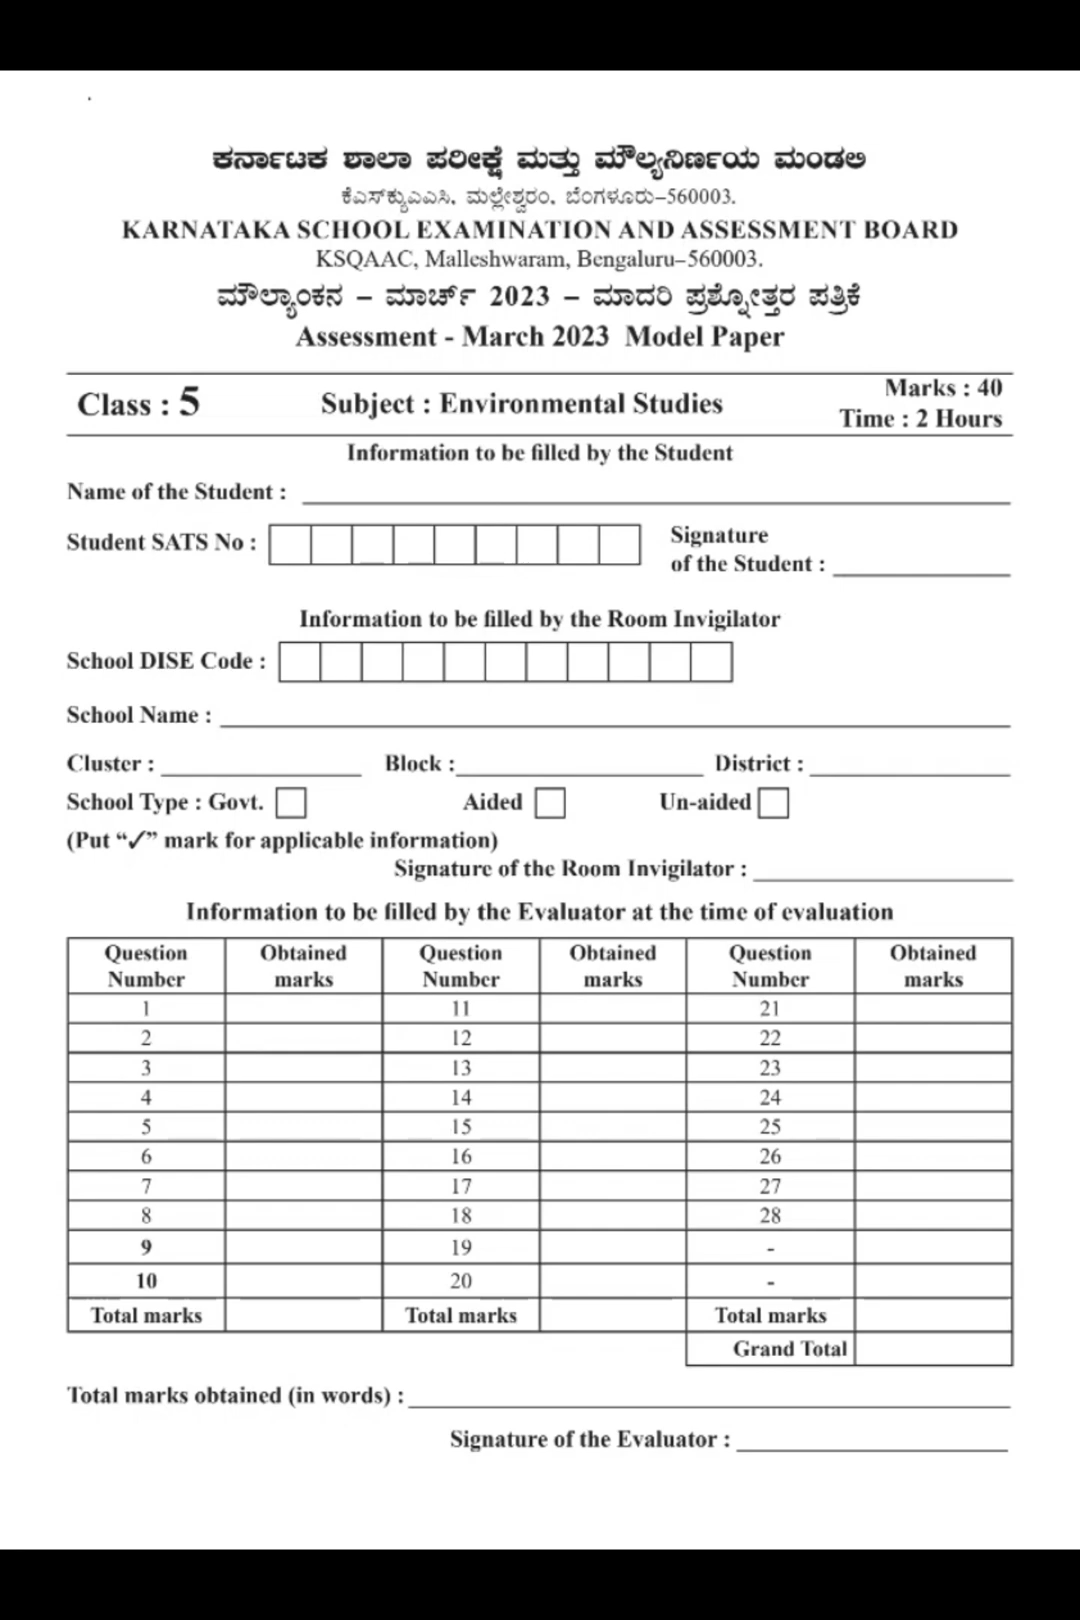 ಕರ್ನಾಟಕ ಶಾಲಾ ಪರೀಕ್ಷೆ ಮತ್ತು ಮೌಲ್ಯನಿರ್ಣಯ ಮಂಡಲಿ
ಕೆಎಸ್‌ಕ್ಯುಎಎಸಿ, ಮಲ್ಲೇಶ್ವರಂ, ಬೆಂಗಳೂರು–560003.
KARNATAKA SCHOOL EXAMINATION AND ASSESSMENT BOARD
KSQAAC, Malleshwaram, Bengaluru–560003.
ಮೌಲ್ಯಾಂಕನ – ಮಾರ್ಚ್ 2023 – ಮಾದರಿ ಪ್ರಶ್ನೋತ್ತರ ಪತ್ರಿಕೆ
Assessment - March 2023 Model Paper
Class : 5 Subject : Environmental Studies Marks : 40
Time : 2 Hours
Information to be filled by the Student
Name of the Student :
Student SATS No : Signature
of the Student :
Information to be filled by the Room Invigilator
School DISE Code :
School Name :
Cluster : Block : District :
School Type : Govt. Aided Un-aided
(Put “✓” mark for applicable information)
Signature of the Room Invigilator :
Information to be filled by the Evaluator at the time of evaluation
Question Obtained Question Obtained Question Obtained
Number marks Number marks Number marks
1 11 21
2 12 22
3 13 23
4 14 24
5 15 25
6 16 26
7 17 27
8 18 28
9 19 -
10 20 -
Total marks Total marks Total marks
Grand Total
Total marks obtained (in words) :
Signature of the Evaluator :